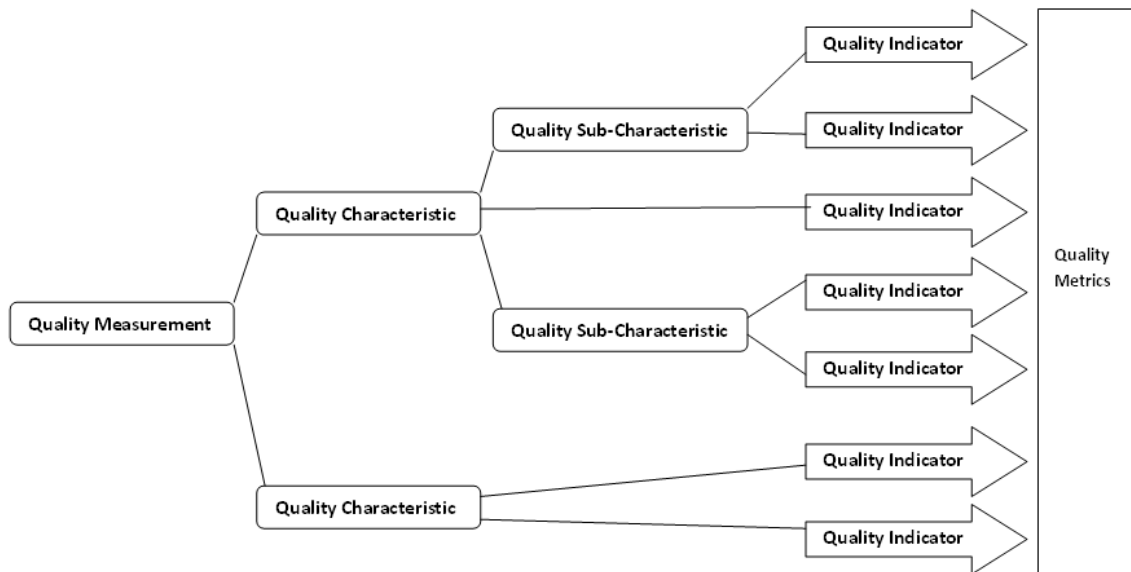 Quality Indicator
Quality Sub-Characteristic
Quality Indicator
Quality Characteristic
Quality Indicator
Quality
Metrics
Quality Indicator
Quality Measurement
Quality Sub-Characteristic
Quality Indicator
Quality Indicator
Quality Characteristic
Quality Indicator